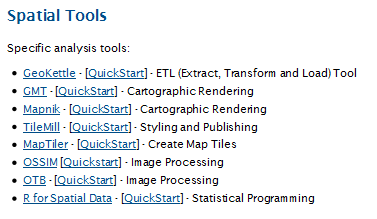 Spatial Tools
Specific analysis tools:
• GeoKettle - [QuickStart] - ETL (Extract, Transform and Load) Tool
• GMT - [QuickStart] - Cartographic Rendering
• Mapnik - [QuickStart] - Cartographic Rendering
• TileMill - [QuickStart] - Styling and Publishing
• MapTiler - [QuickStart] - Create Map Tiles
• OSSIM [Quickstart] - Image Processing
• OTB - [QuickStart] - Image Processing
• R for Spatial Data - [QuickStart] - Statistical Programming